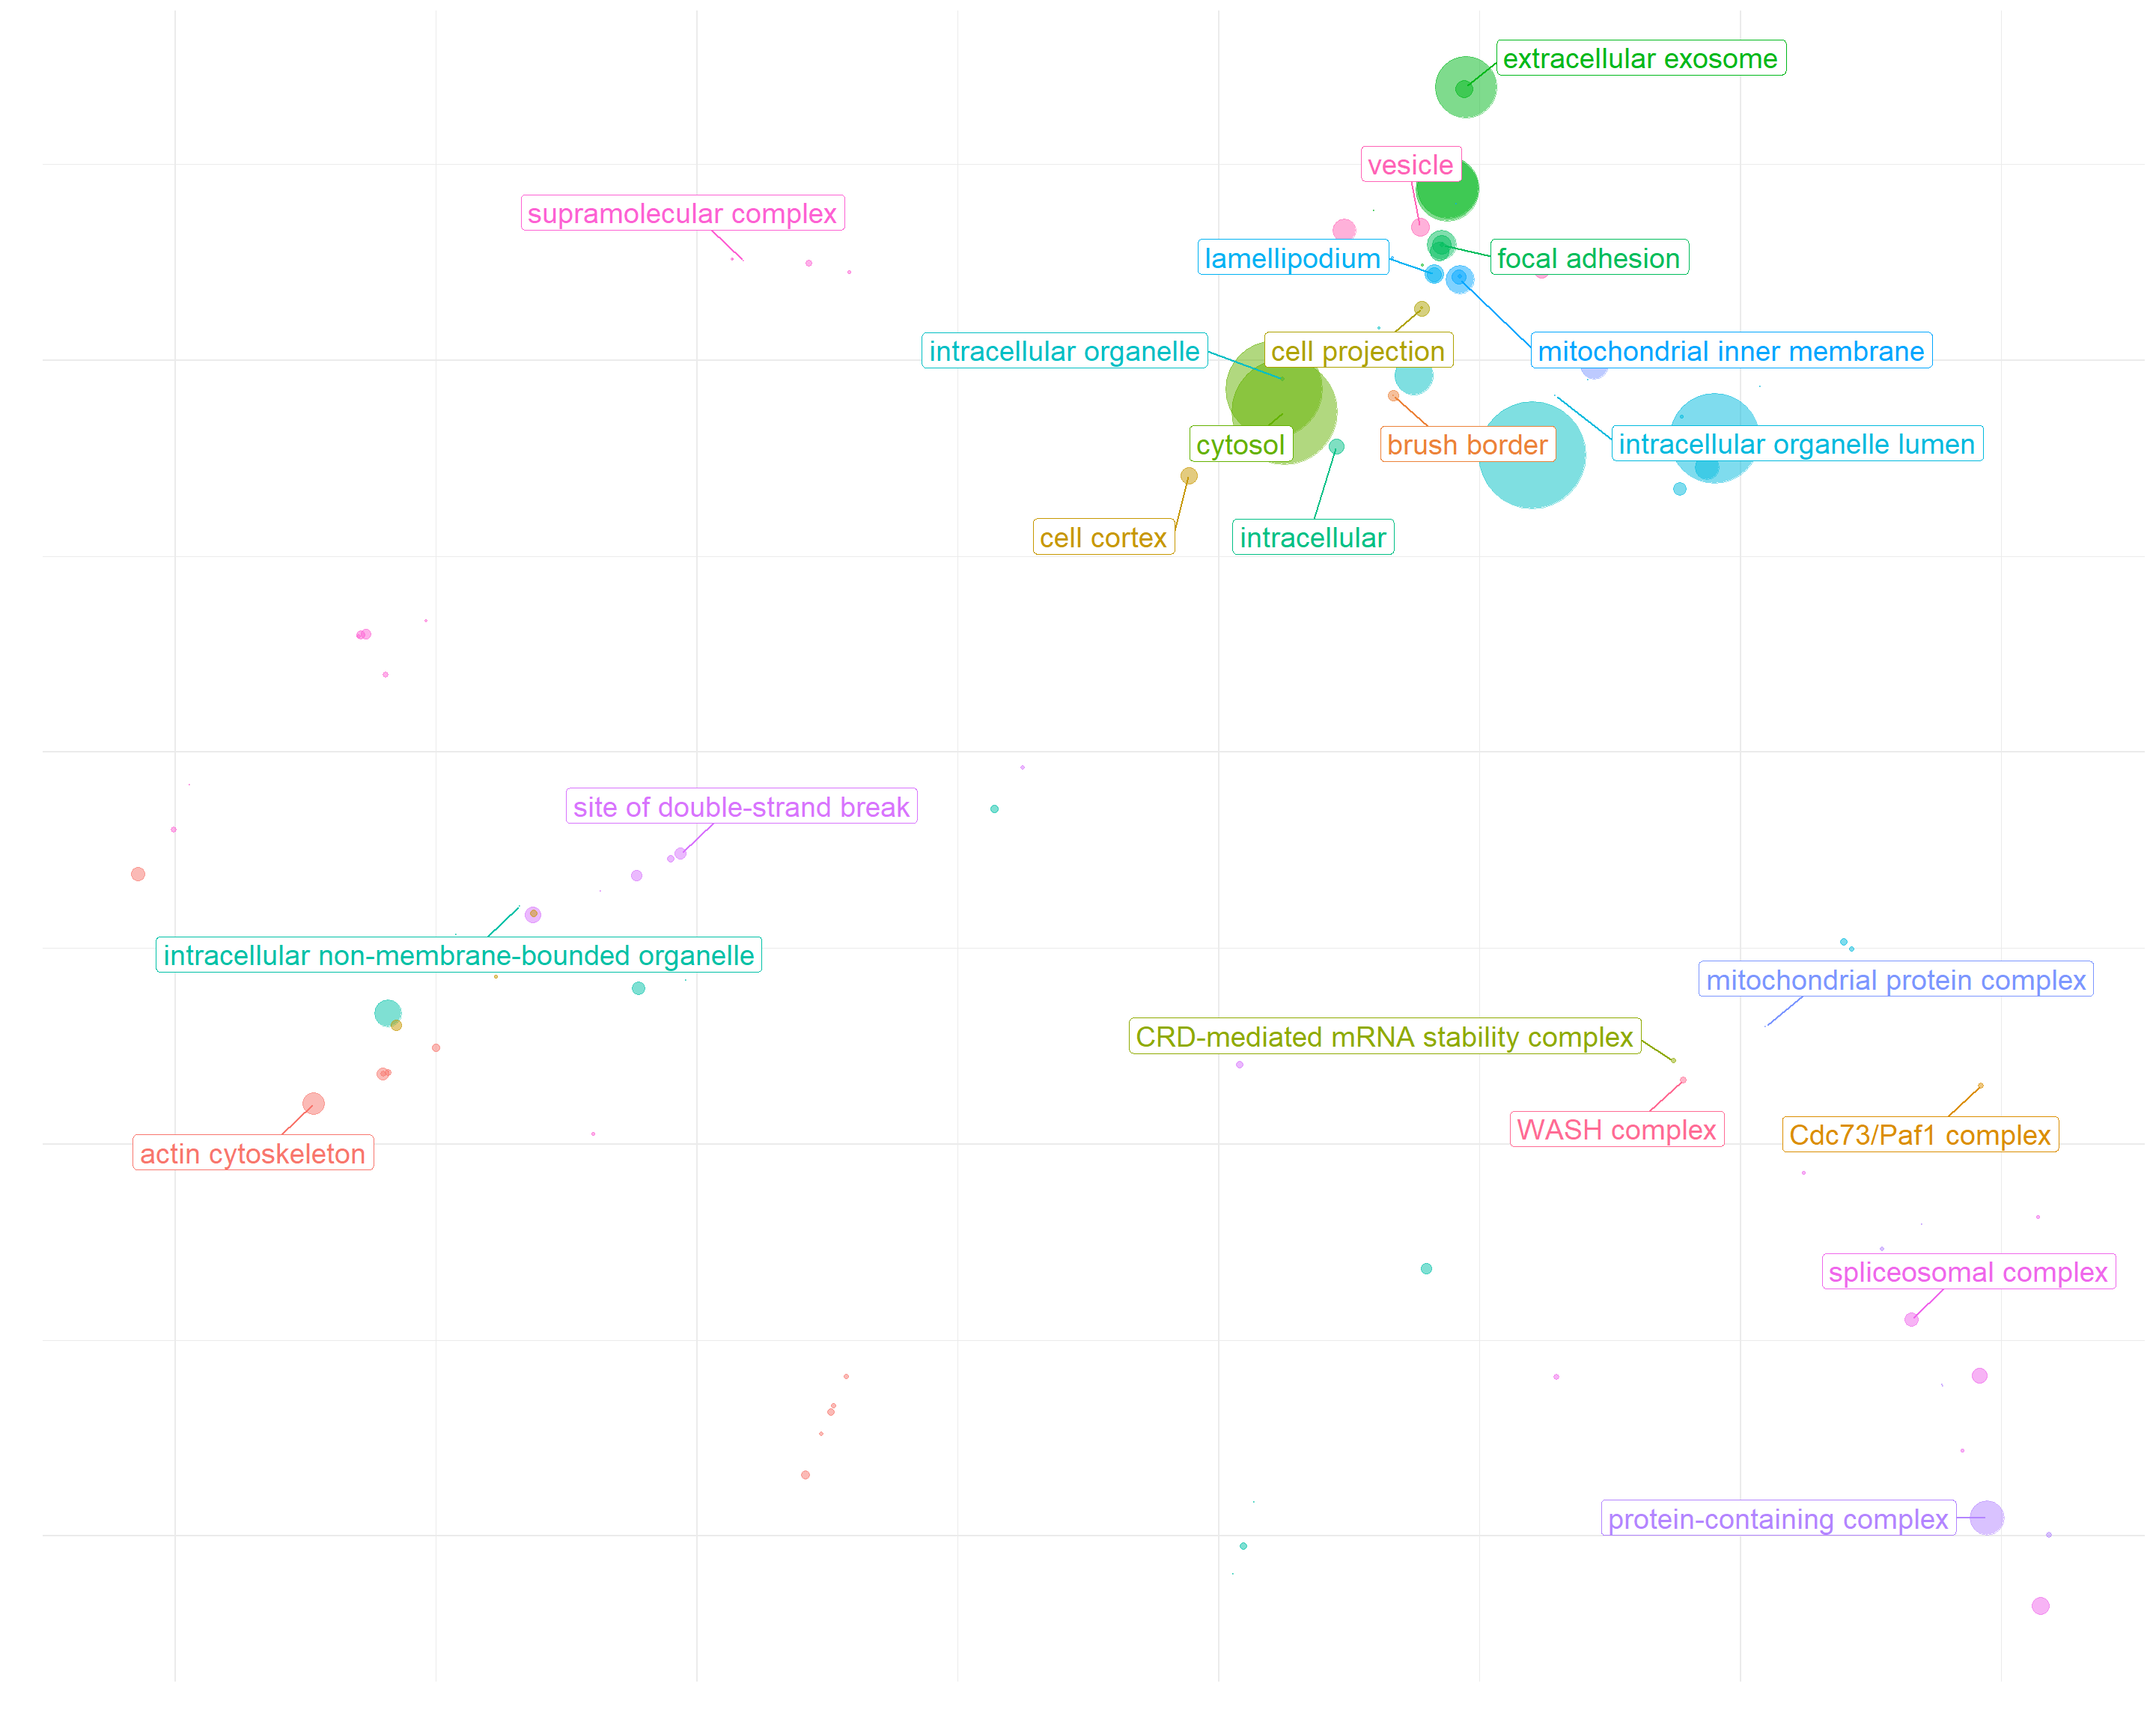 extracellular exosome
vesicle
supramolecular complex
lamellipodium
focal adhesion
intracellular organelle
cell projection
mitochondrial inner membrane
cytosol
brush border
intracellular organelle lumen
cell cortex
intracellular
site of double-strand break
intracellular non-membrane-bounded organelle
mitochondrial protein complex
CRD-mediated mRNA stability complex
WASH complex
Cdc73/Paf1 complex
actin cytoskeleton
spliceosomal complex
protein-containing complex